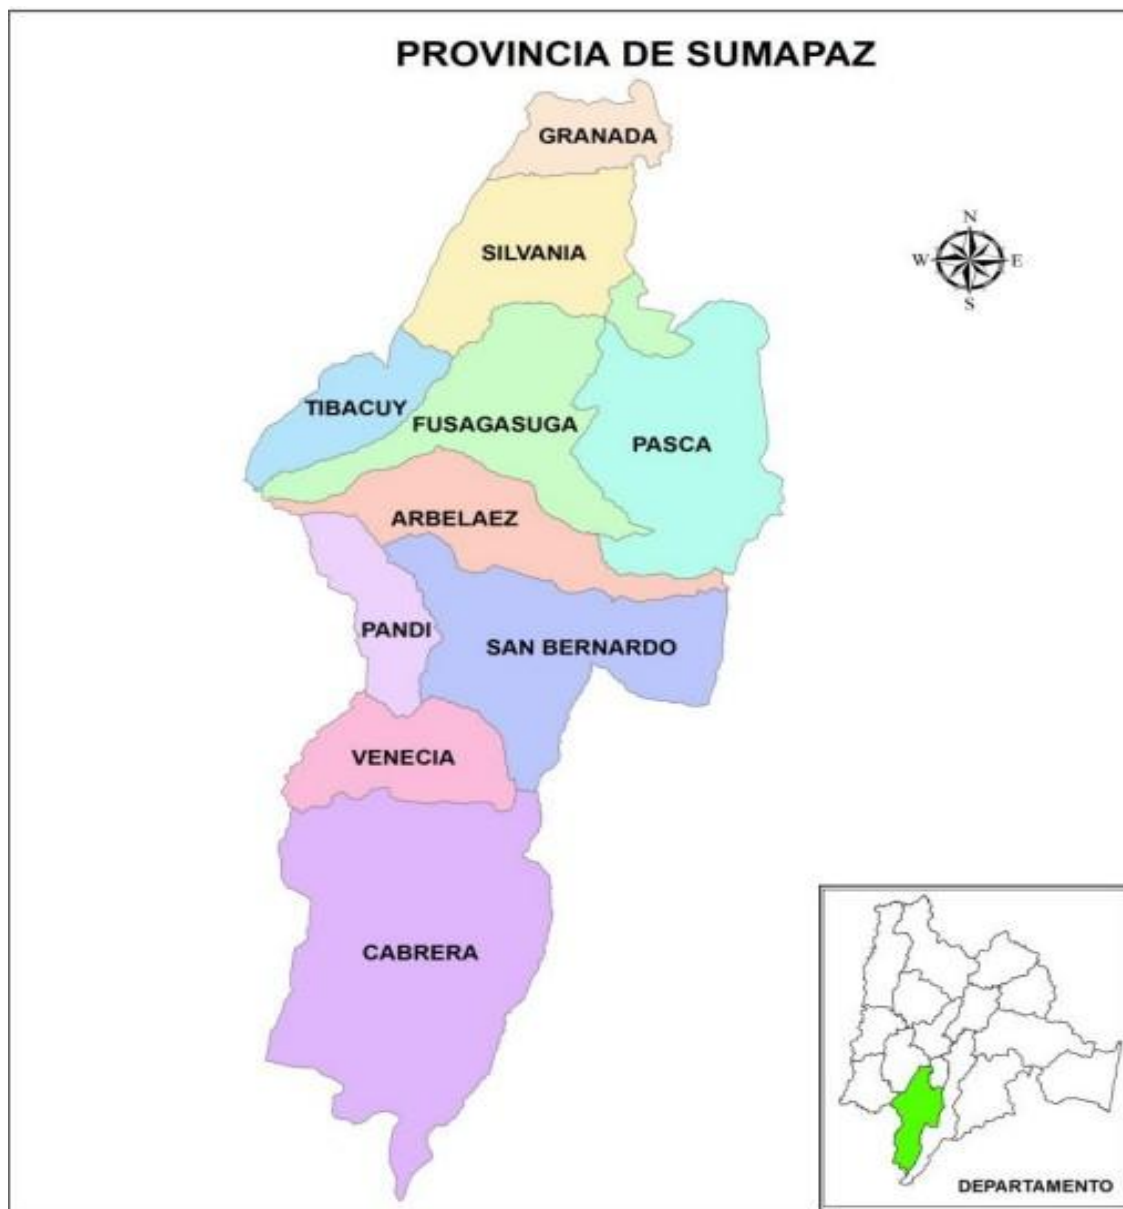 PROVINCIA DE SUMAPAZ
GRANADA
N
SILVANIA
W
E
S
TIBACUY
FUSAGASUGA
PASCA
ARBELAEZ
PANDI
SAN BERNARDO
VENECIA
CABRERA
DEPARTAMENTO